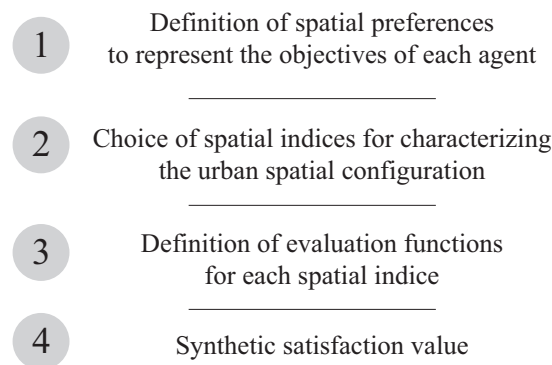 1
Definition of spatial preferences
to represent the objectives of each agent
2
Choice of spatial indices for characterizing
the urban spatial configuration
3
Definition of evaluation functions
for each spatial indice
4
Synthetic satisfaction value